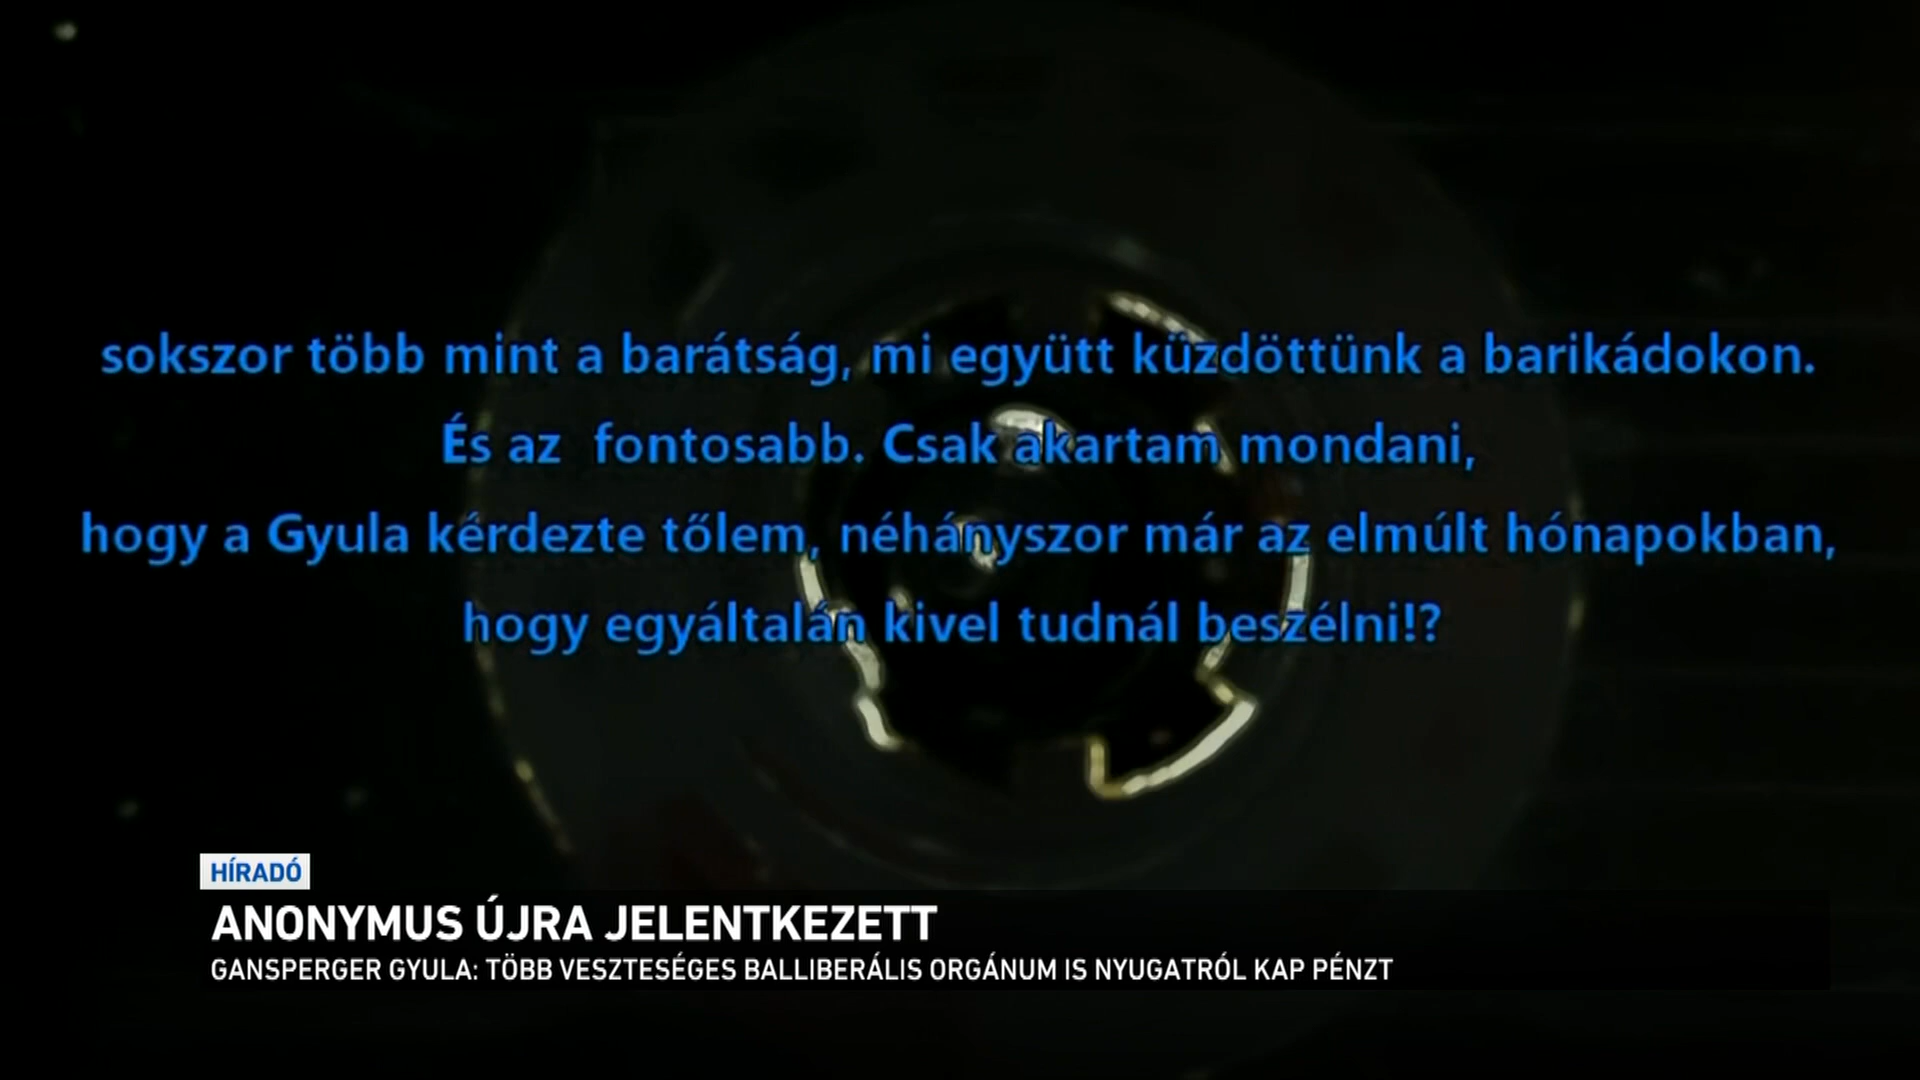 sokszor több mint a barátság, mi együtt küzdöttünk a barikádokon.
És az fontosabb. Csak akartam mondani,
hogy a Gyula kérdezte tőlem, néhányszor már az elmúlt hónapokban,
hogy egyáltalán kivel tudnál beszélni!?
HÍRADÓ
ANONYMUS ÚJRA JELENTKEZETT
GANSPERGER GYULA: TÖBB VESZTESÉGES BALLIBERÁLIS ORGÁNUM IS NYUGATRÓL KAP PÉNZT